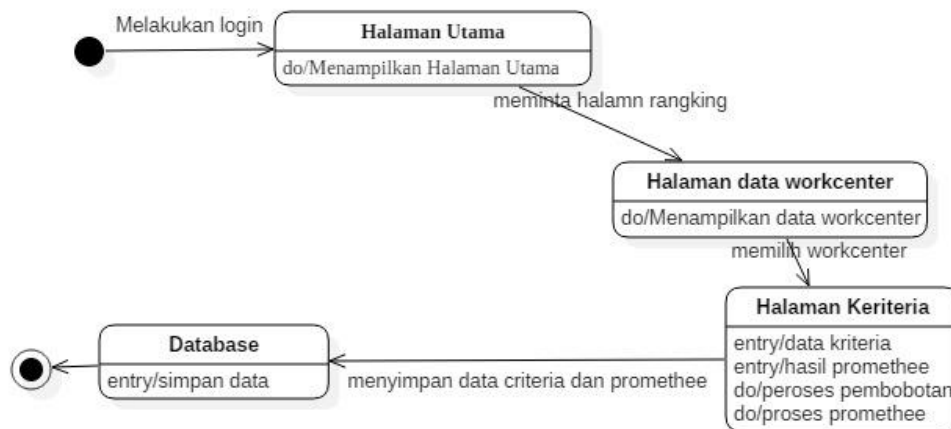 Melakukan login
Halaman Utama
do/Menampilkan Halaman Utama
meminta halamn rangking
Halaman data workcenter
do/Menampilkan data workcenter
memilih workcenter
Halaman Keriteria
entry/data kriteria
entry/hasil promethee
do/peroses pembobotan
do/proses promethee
menyimpan data criteria dan promethee
Database
entry/simpan data